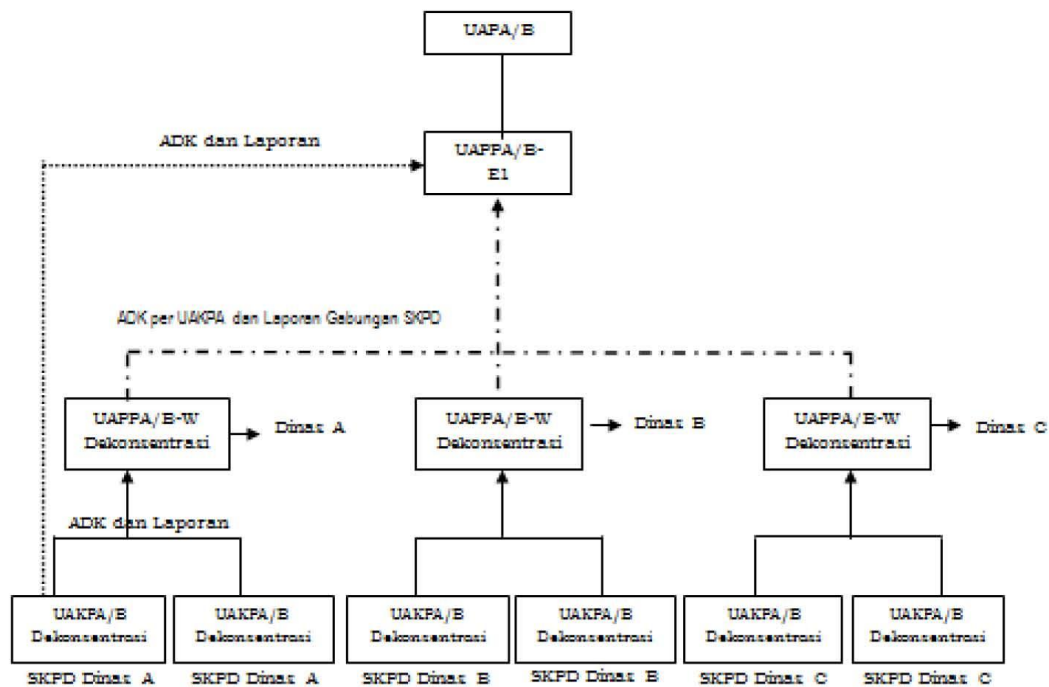 UAPA/B
ADK dan Laporan
UAPPA/B-
E1
ADK per UAKPA dan Laporan Gabungan SKPD
UAPPA/B-W
Dekonsentrasi
Dinas A
UAPPA/B-W
Dekonsentrasi
Dinas B
UAPPA/B-W
Dekonsentrasi
Dinas C
ADK dan Laporan
UAKPA/B
Dekonsentrasi
UAKPA/B
Dekonsentrasi
UAKPA/B
Dekonsentrasi
UAKPA/B
Dekonsentrasi
UAKPA/B
Dekonsentrasi
UAKPA/B
Dekonsentrasi
SKPD Dinas A
SKPD Dinas A
SKPD Dinas B
SKPD Dinas B
SKPD Dinas C
SKPD Dinas C